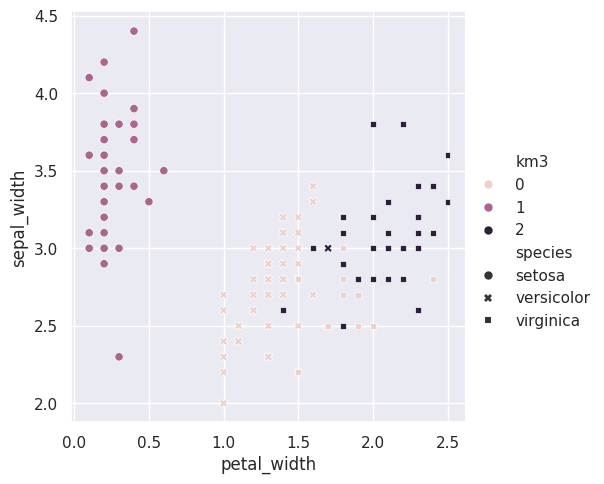 4.5
4.0
3.5
3.0
2.5
2.0
sepal_width
0.0 0.5 1.0 1.5 2.0 2.5
petal_width
km3
0
1
2
species
setosa
versicolor
virginica